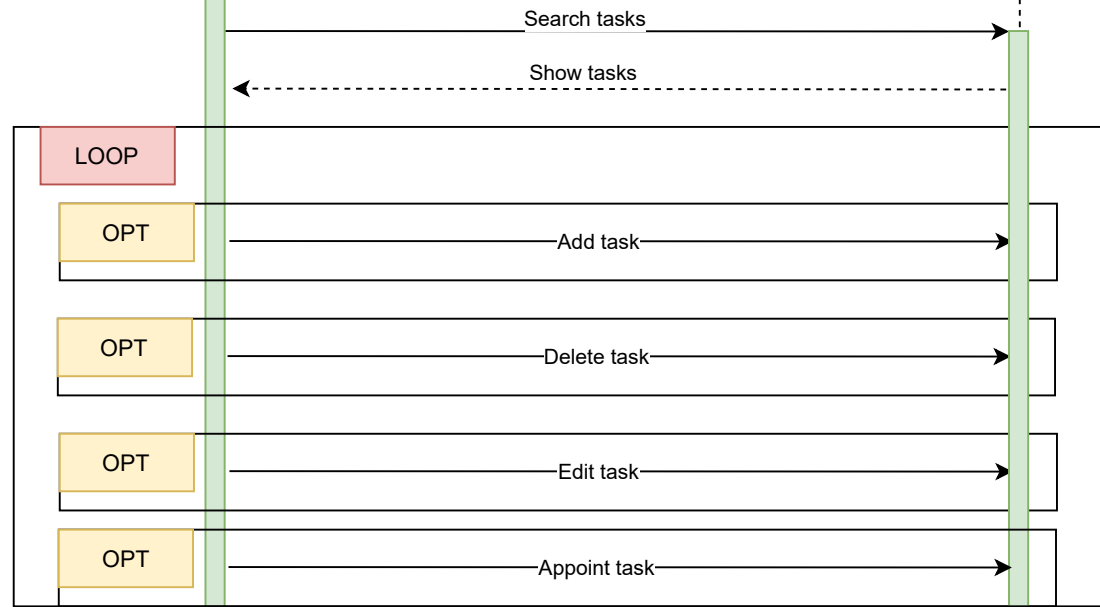 Search tasks
Show tasks
LOOP
OPT
Add task
OPT
Delete task
OPT
Edit task
OPT
Appoint task